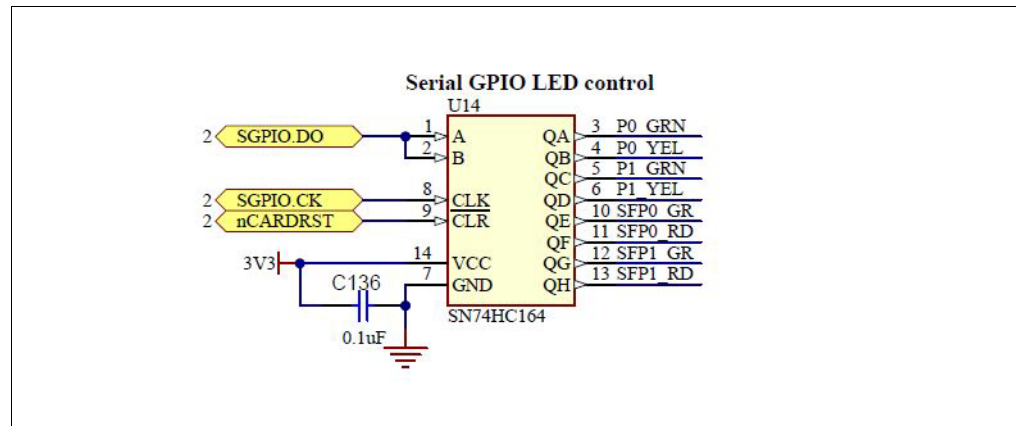 Serial GPIO LED control
U14
2 SGPIO.DO 1 A QA 3 P0_GRN
2 B QB 4 P0_YEL
QC 5 P1_GRN
2 SGPIO.CK 8 CLK QD 6 P1_YEL
2 nCARDRST 9 CLR QE 10 SFP0_GR
QF 11 SFP0_RD
3V3 14 VCC QG 12 SFP1_GR
C136 7 GND QH 13 SFP1_RD
SN74HC164
0.1uF